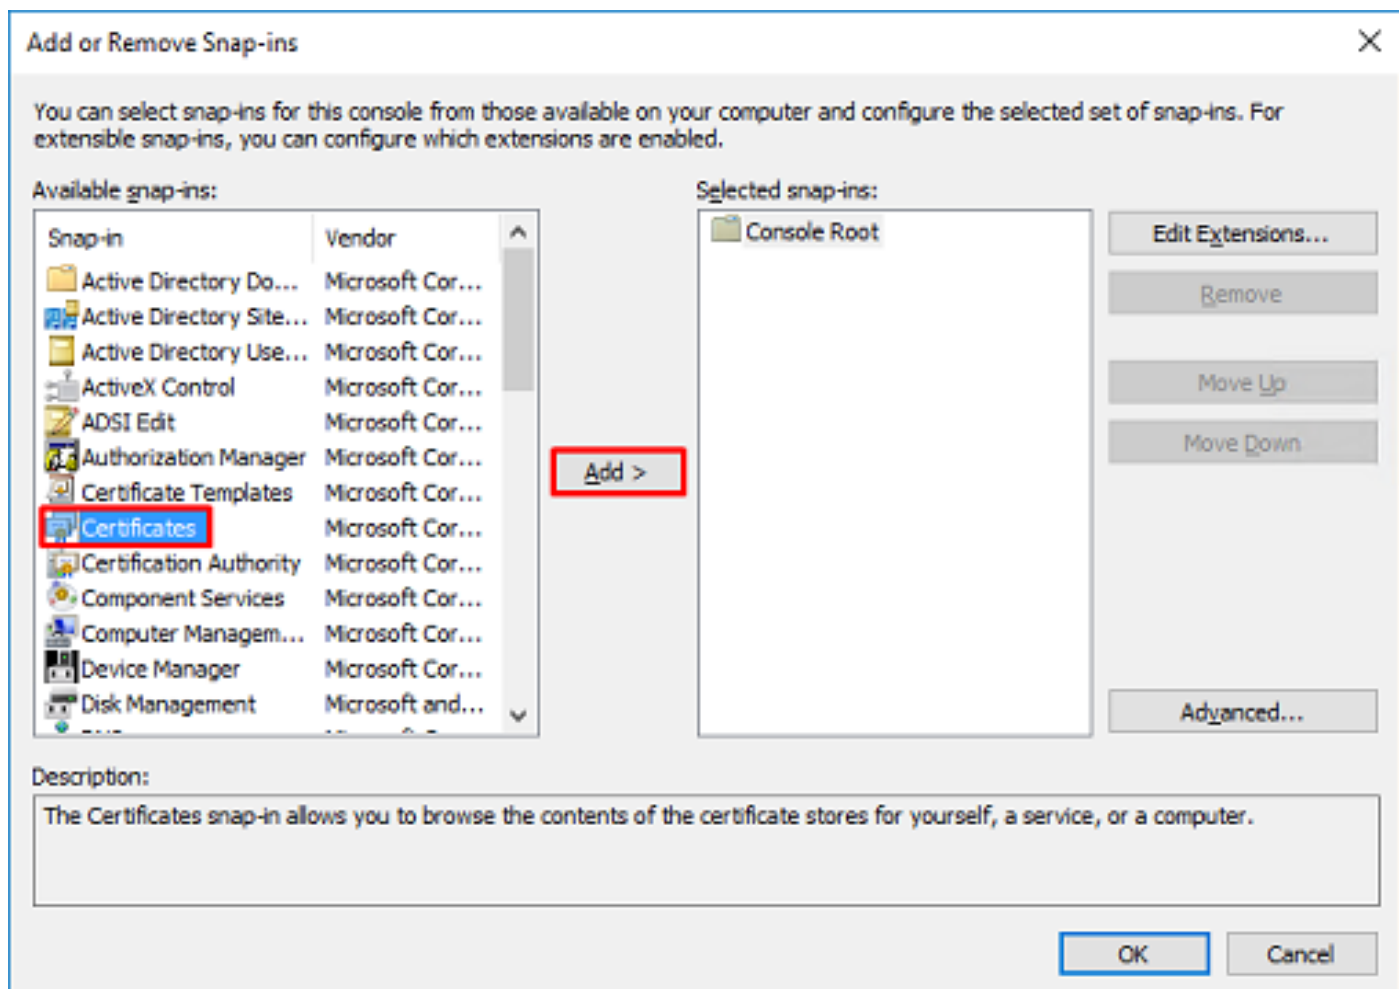 Add or Remove Snap-ins
You can select snap-ins for this console from those available on your computer and configure the selected set of snap-ins. For
extensible snap-ins, you can configure which extensions are enabled.
Available snap-ins:
Snap-in Vendor
Active Directory Do... Microsoft Cor...
Active Directory Site... Microsoft Cor...
Active Directory Use... Microsoft Cor...
ActiveX Control Microsoft Cor...
ADSI Edit Microsoft Cor...
Authorization Manager Microsoft Cor...
Certificate Templates Microsoft Cor...
Certificates Microsoft Cor...
Certification Authority Microsoft Cor...
Component Services Microsoft Cor...
Computer Managem... Microsoft Cor...
Device Manager Microsoft Cor...
Disk Management Microsoft and...
Add >
Selected snap-ins:
Console Root
Edit Extensions...
Remove
Move Up
Move Down
Advanced...
Description:
The Certificates snap-in allows you to browse the contents of the certificate stores for yourself, a service, or a computer.
OK Cancel